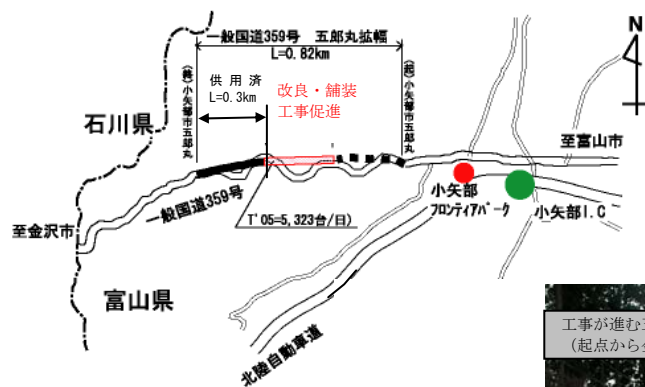 一般国道359号 五郎丸拡幅
L=0.82km
N
(終)小矢部市五郎丸
供用済
L=0.3km
改良・舗装
工事促進
(起)小矢部市五郎丸
石川県
至富山市
小矢部
フロンティアパーク
小矢部I.C
一般国道359号
T'05=5,323台/日)
至金沢市
富山県
北陸自動車道
工事が進む
(起点から